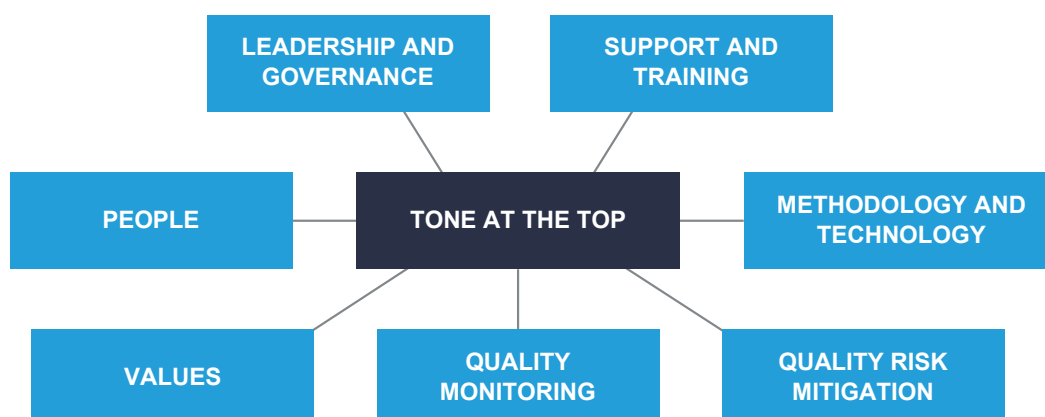 LEADERSHIP AND
GOVERNANCE
SUPPORT AND
TRAINING
PEOPLE
TONE AT THE TOP
METHODOLOGY AND
TECHNOLOGY
VALUES
QUALITY
MONITORING
QUALITY RISK
MITIGATION